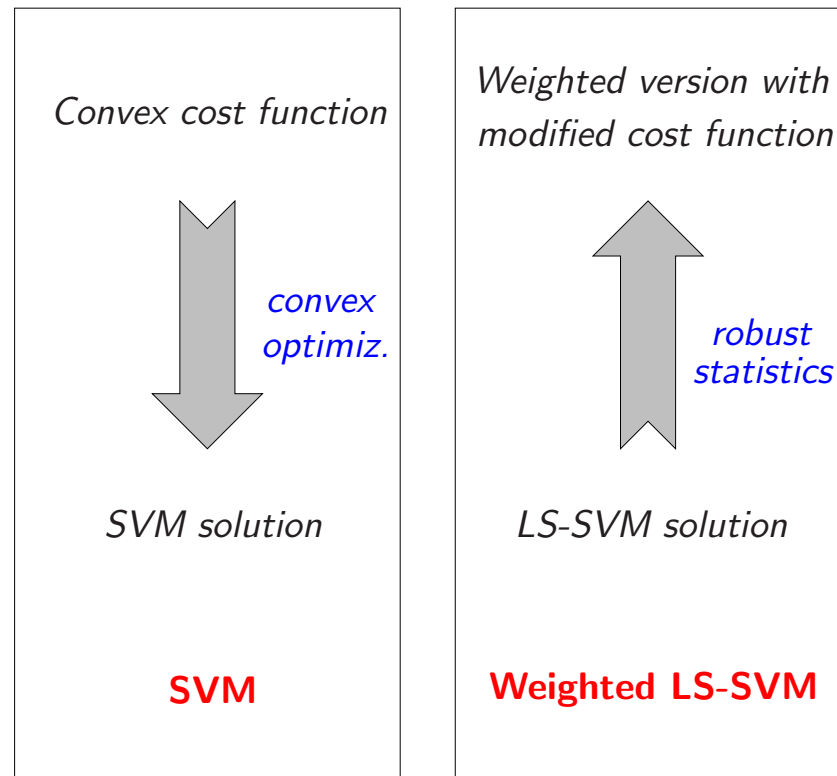 Convex cost function
convex
optimiz.
SVM solution
SVM
Weighted version with
modified cost function
robust
statistics
LS-SVM solution
Weighted LS-SVM